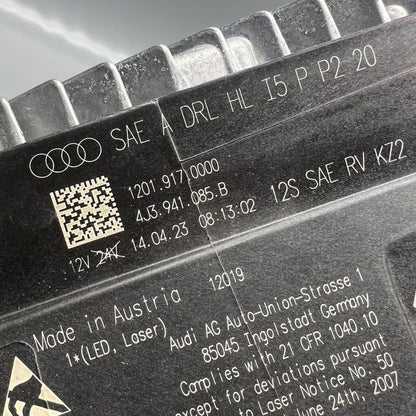 SAE A DRL HL I5 P P2 20
1201.917.0000
4J3.941.085.B
12V 24V 14.04.23 08:13:02 12S SAE RV KZ2
Made in Austria 12019
1*(LED, Laser)
Audi AG Auto-Union-Strasse 1
85045 Ingolstadt Germany
Complies with 21 CFR 1040.10
except for deviations pursuant
to Laser Notice No. 50
June 24th, 2007